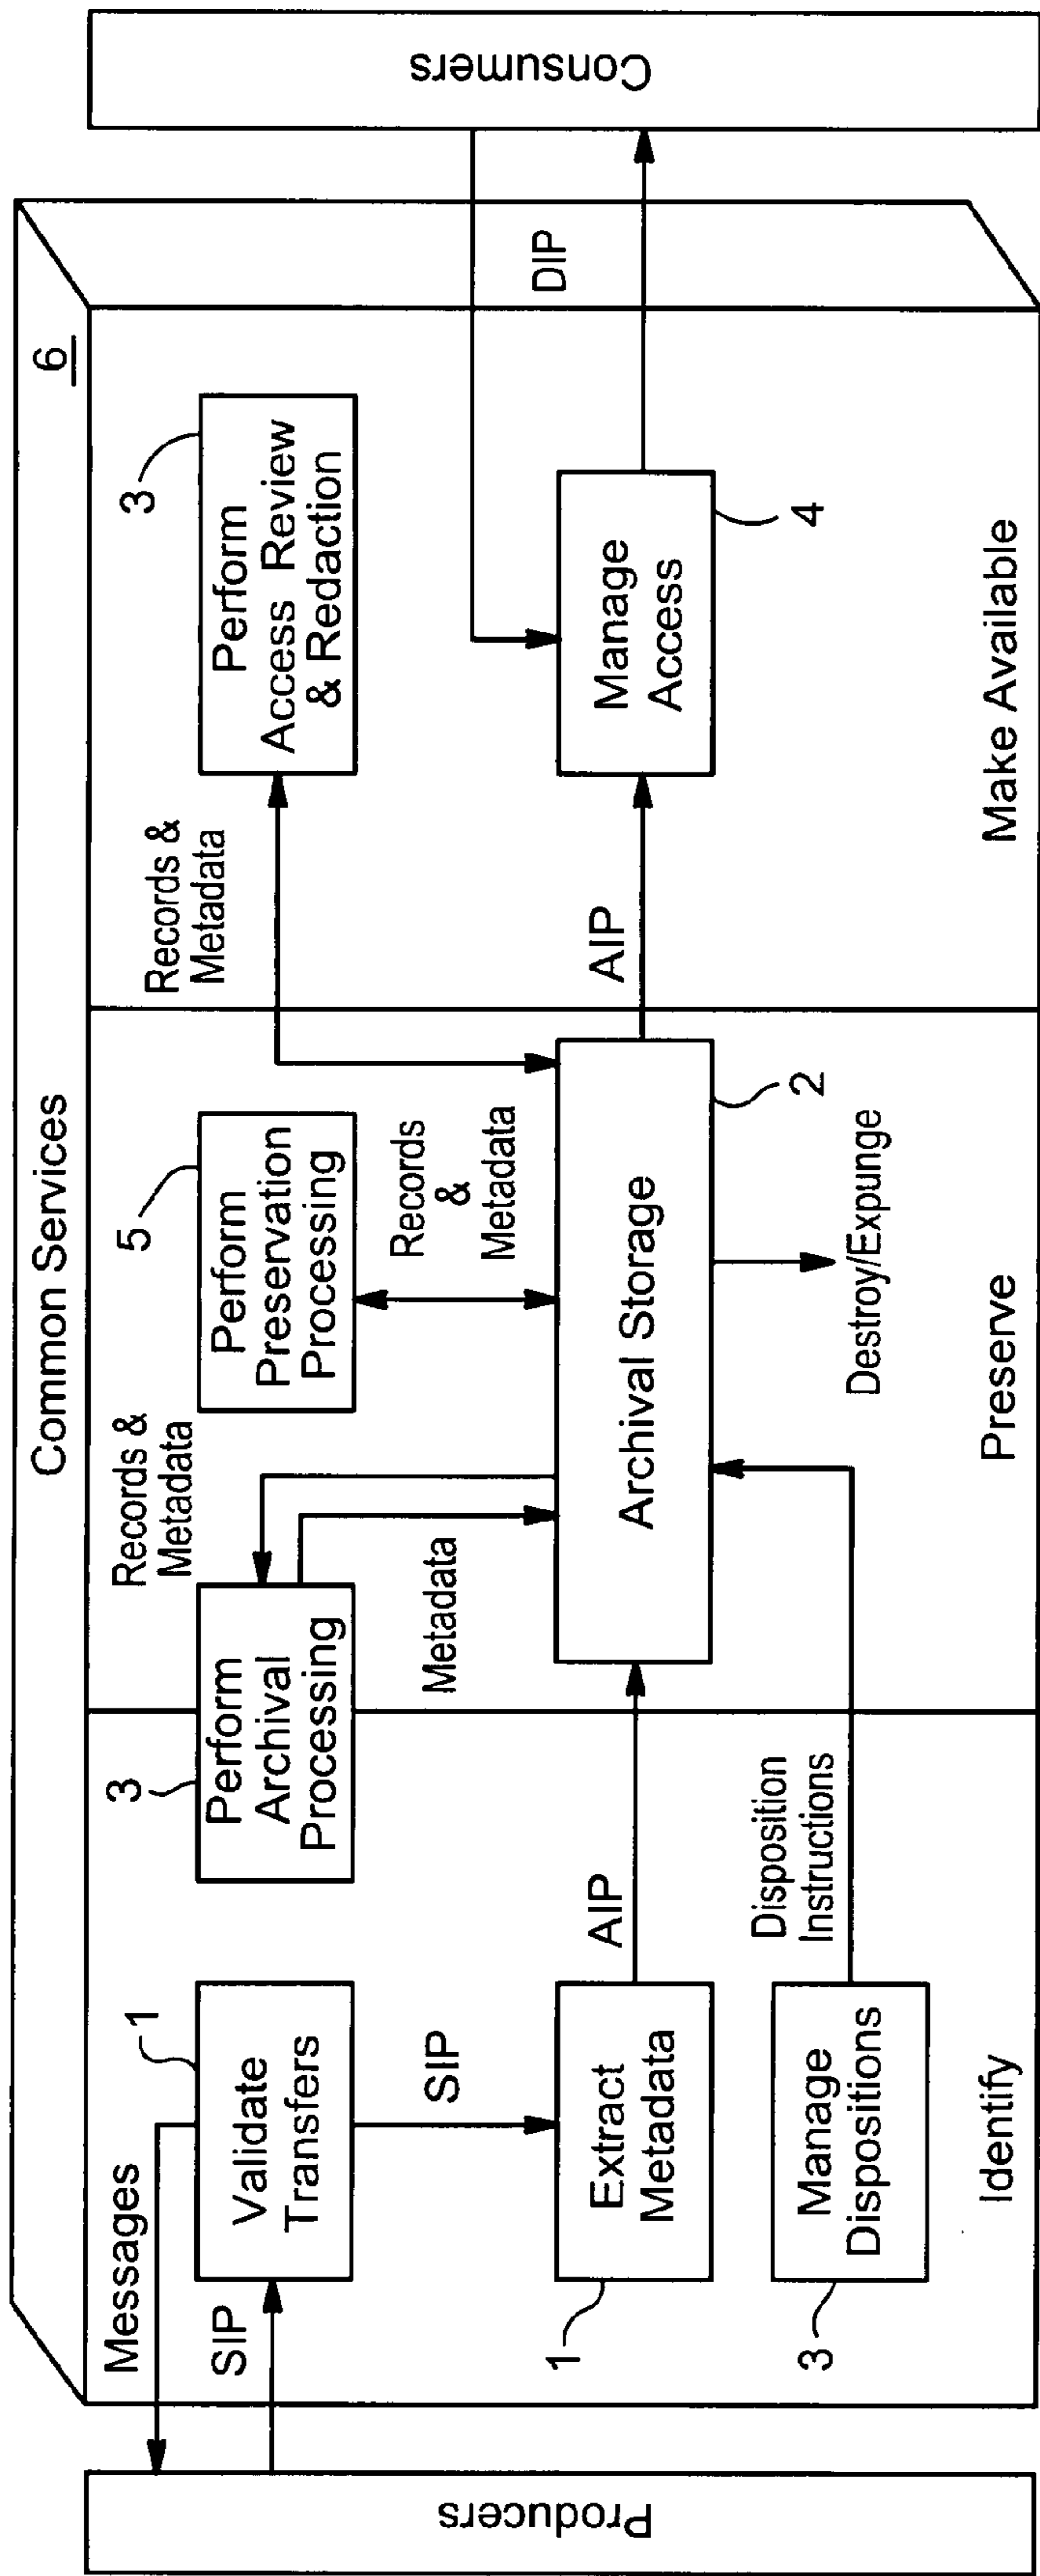 Common Services
6
Producers
Messages
SIP
1
Validate
Transfers
SIP
1
Extract
Metadata
AIP
3
Manage
Dispositions
Disposition
Instructions
Identify
3
Perform
Archival
Processing
Records &
Metadata
Metadata
5
Perform
Preservation
Processing
Records
&
Metadata
Archival Storage
2
Destroy/Expunge
Preserve
Records &
Metadata
3
Perform
Access Review
& Redaction
AIP
Manage
Access
4
DIP
Make Available
Consumers